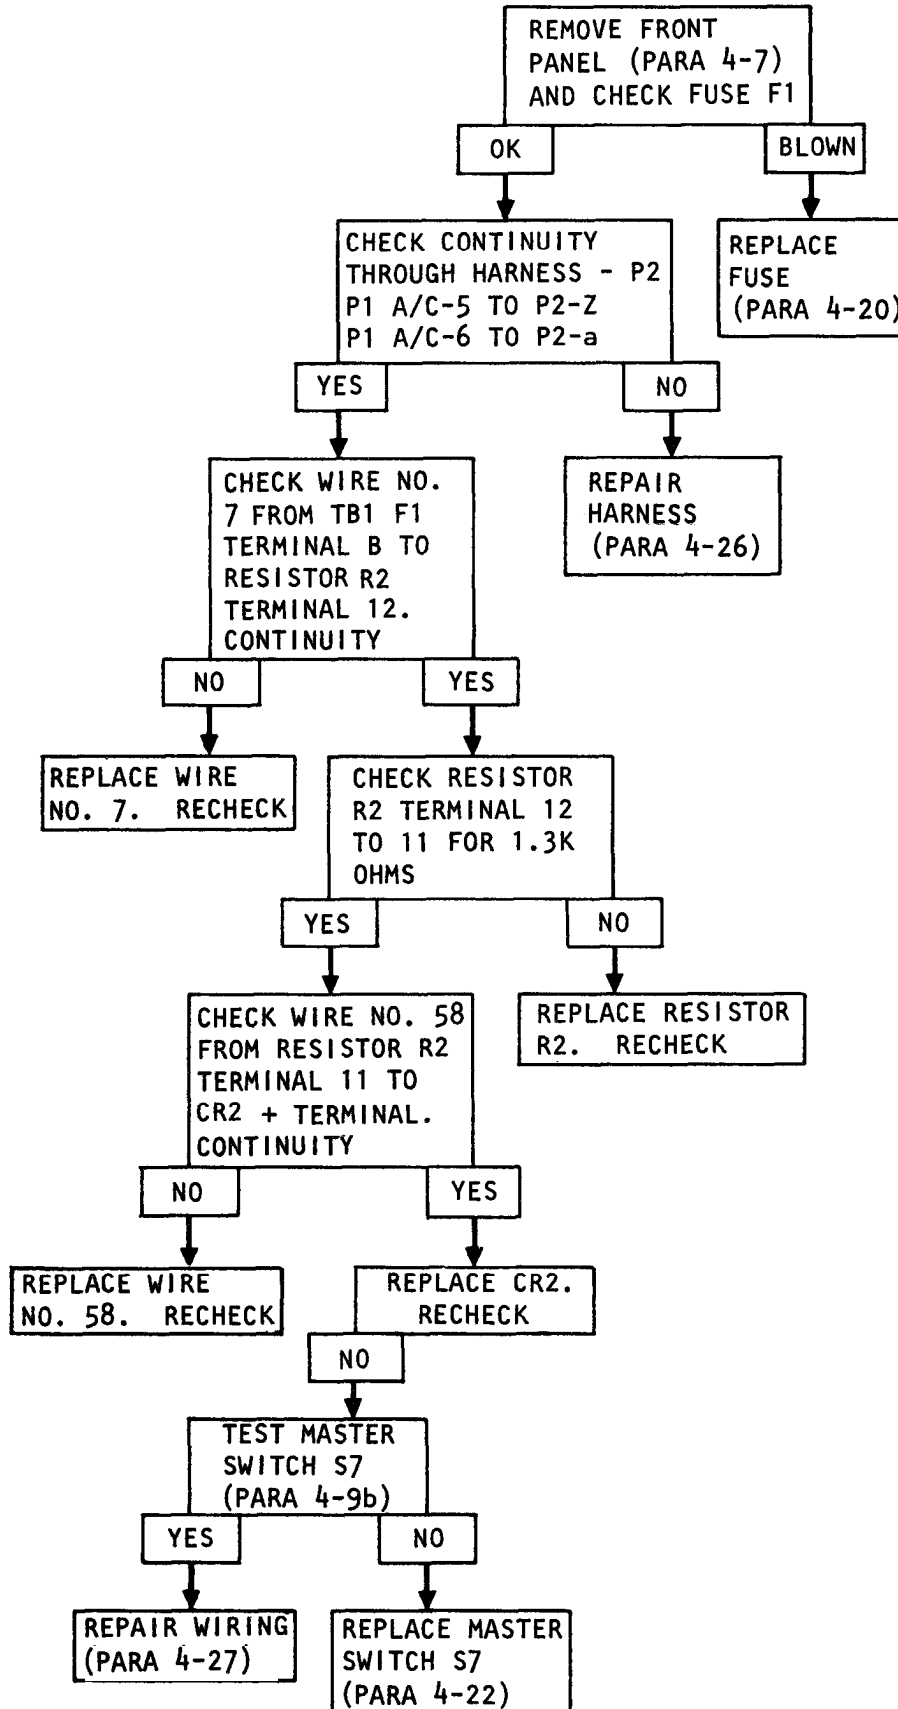 REMOVE FRONT
PANEL (PARA 4-7)
AND CHECK FUSE F1
OK
BLOWN
CHECK CONTINUITY
THROUGH HARNESS - P2
P1 A/C-5 TO P2-Z
P1 A/C-6 TO P2-a
REPLACE
FUSE
(PARA 4-20)
YES
NO
CHECK WIRE NO.
7 FROM TB1 F1
TERMINAL B TO
RESISTOR R2
TERMINAL 12.
CONTINUITY
REPAIR
HARNESS
(PARA 4-26)
NO
YES
REPLACE WIRE
NO. 7. RECHECK
CHECK RESISTOR
R2 TERMINAL 12
TO 11 FOR 1.3K
OHMS
YES
NO
CHECK WIRE NO. 58
FROM RESISTOR R2
TERMINAL 11 TO
CR2 + TERMINAL.
CONTINUITY
REPLACE RESISTOR
R2. RECHECK
NO
YES
REPLACE WIRE
NO. 58. RECHECK
REPLACE CR2.
RECHECK
NO
TEST MASTER
SWITCH S7
(PARA 4-9b)
YES
NO
REPAIR WIRING
(PARA 4-27)
REPLACE MASTER
SWITCH S7
(PARA 4-22)